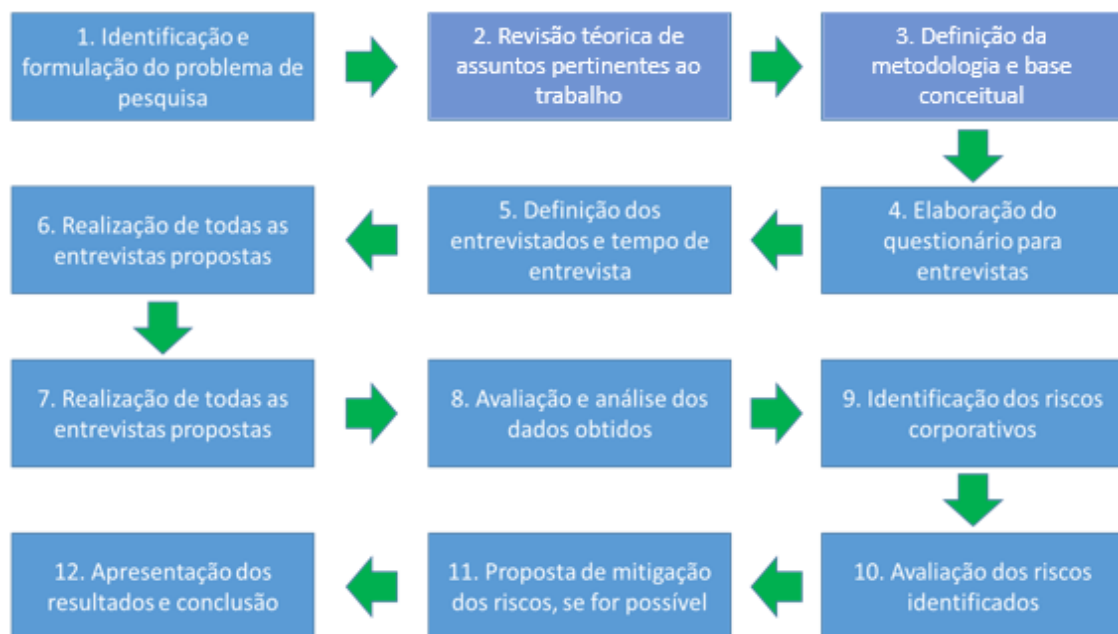 1. Identificação e
formulação do problema de
pesquisa
2. Revisão téorica de
assuntos pertinentes ao
trabalho
3. Definição da
metodologia e base
conceitual
4. Elaboração do
questionário para
entrevistas
5. Definição dos
entrevistados e tempo de
entrevista
6. Realização de todas as
entrevistas propostas
7. Realização de todas as
entrevistas propostas
8. Avaliação e análise dos
dados obtidos
9. Identificação dos riscos
corporativos
10. Avaliação dos riscos
identificados
11. Proposta de mitigação
dos riscos, se for possível
12. Apresentação dos
resultados e conclusão